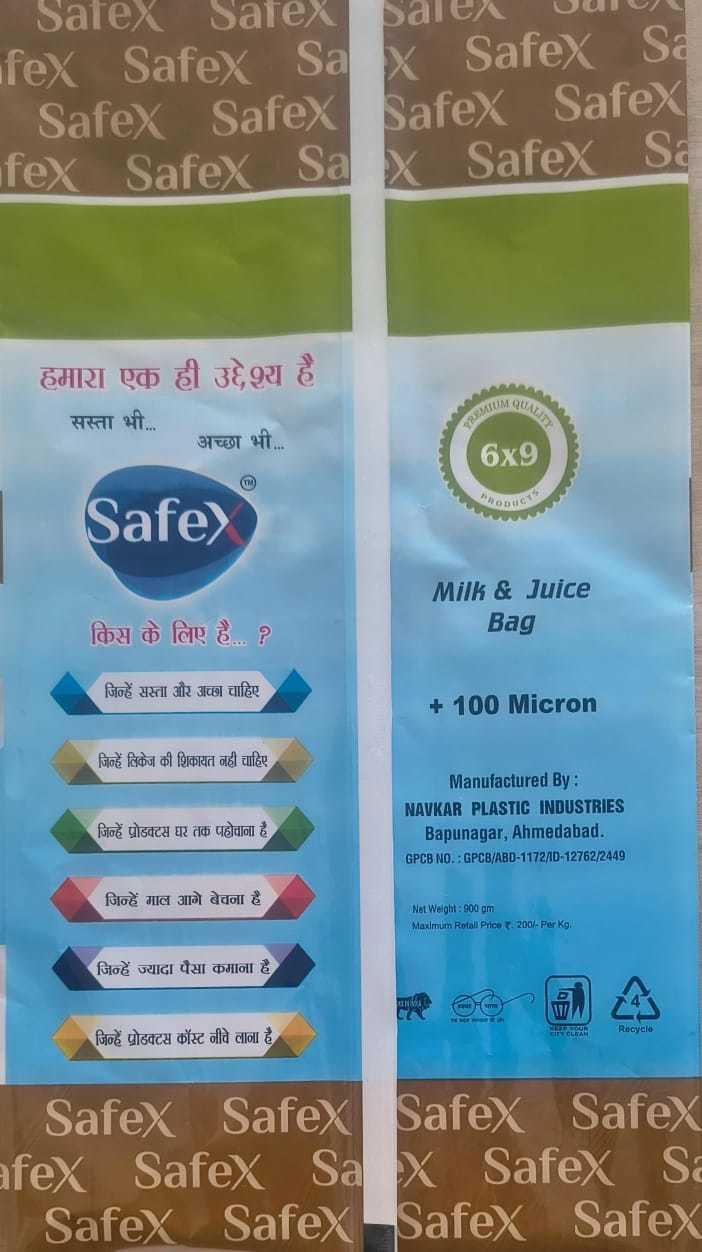 SafeX SafeX
feX SafeX Sa
SafeX SafeX
feX SafeX Sa
हमारा एक ही उद्देश्य है
सस्ता भी...
अच्छा भी...
SafeX TM
किस के लिए है... ?
जिन्हें सस्ता और अच्छा चाहिए
जिन्हें लिकेज की शिकायत नही चाहिए
जिन्हें प्रोडक्टस घर तक पहोचाना है
जिन्हें माल आगे बेचना है
जिन्हें ज्यादा पैसा कमाना है
जिन्हें प्रोडक्टस कॉस्ट नीचे लाना है
SafeX SafeX
afeX SafeX Sa
SafeX SafeX
SafeX SafeX
X SafeX Sa
SafeX SafeX
X SafeX Sa
PREMIUM QUALITY
6x9
PRODUCTS
Milk & Juice
Bag
+ 100 Micron
Manufactured By :
NAVKAR PLASTIC INDUSTRIES
Bapunagar, Ahmedabad.
GPCB NO. : GPCB/ABD-1172/ID-12762/2449
Net Weight : 900 gm
Maximum Retail Price ₹. 200/- Per Kg.
स्वच्छ भारत
KEEP YOUR
CITY CLEAN
4
Recycle
SafeX SafeX
X SafeX Sa
SafeX SafeX